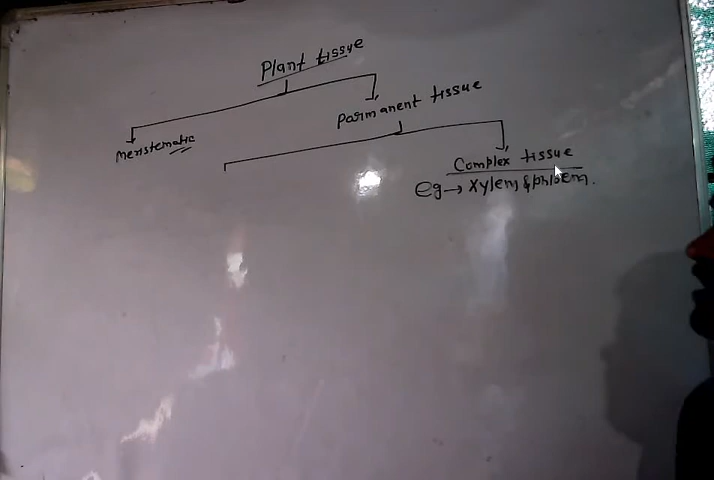 Plant tissue
Parmanent tissue
Meristematic
Complex tissue
eg → Xylem & phloem.